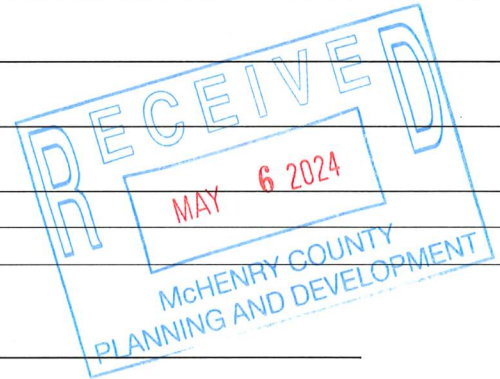 RECEIVED
MAY 6 2024
McHENRY COUNTY
PLANNING AND DEVELOPMENT